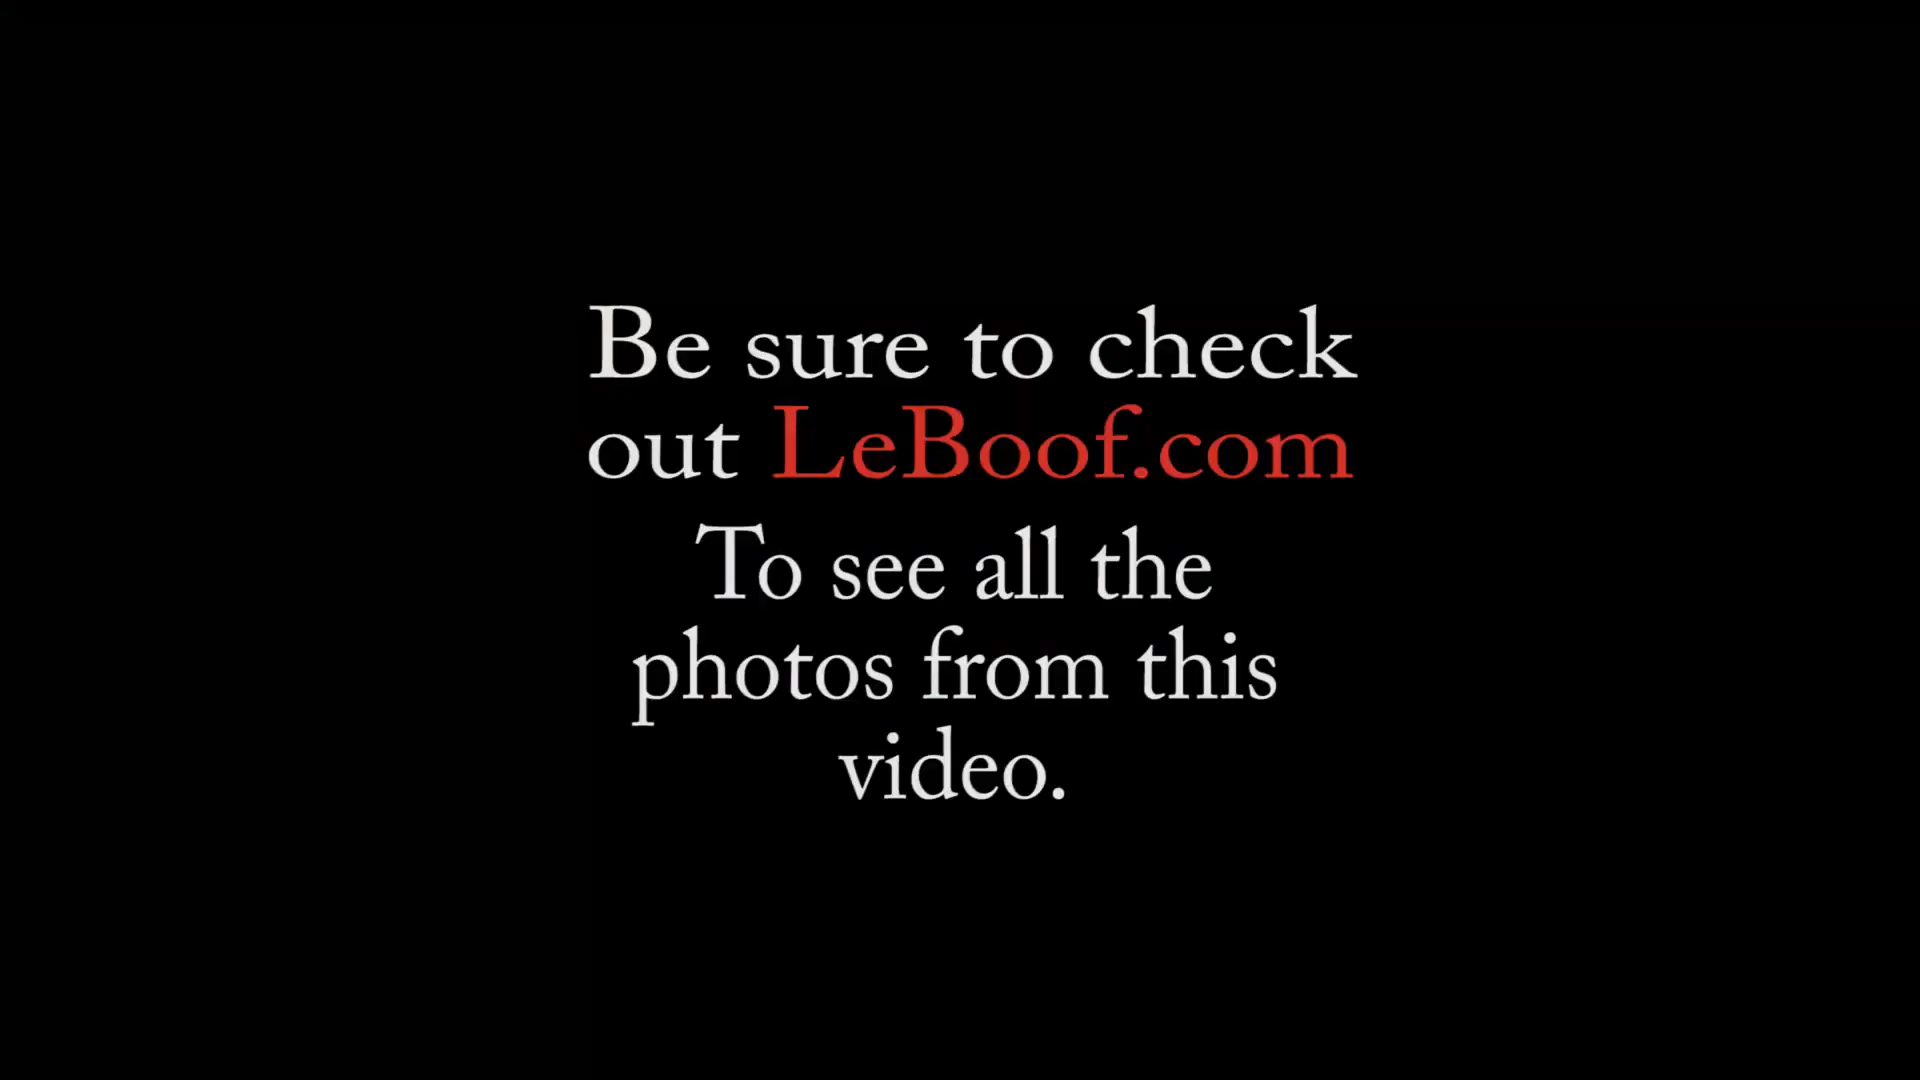 Be sure to check
out LeBoof.com
To see all the
photos from this
video.